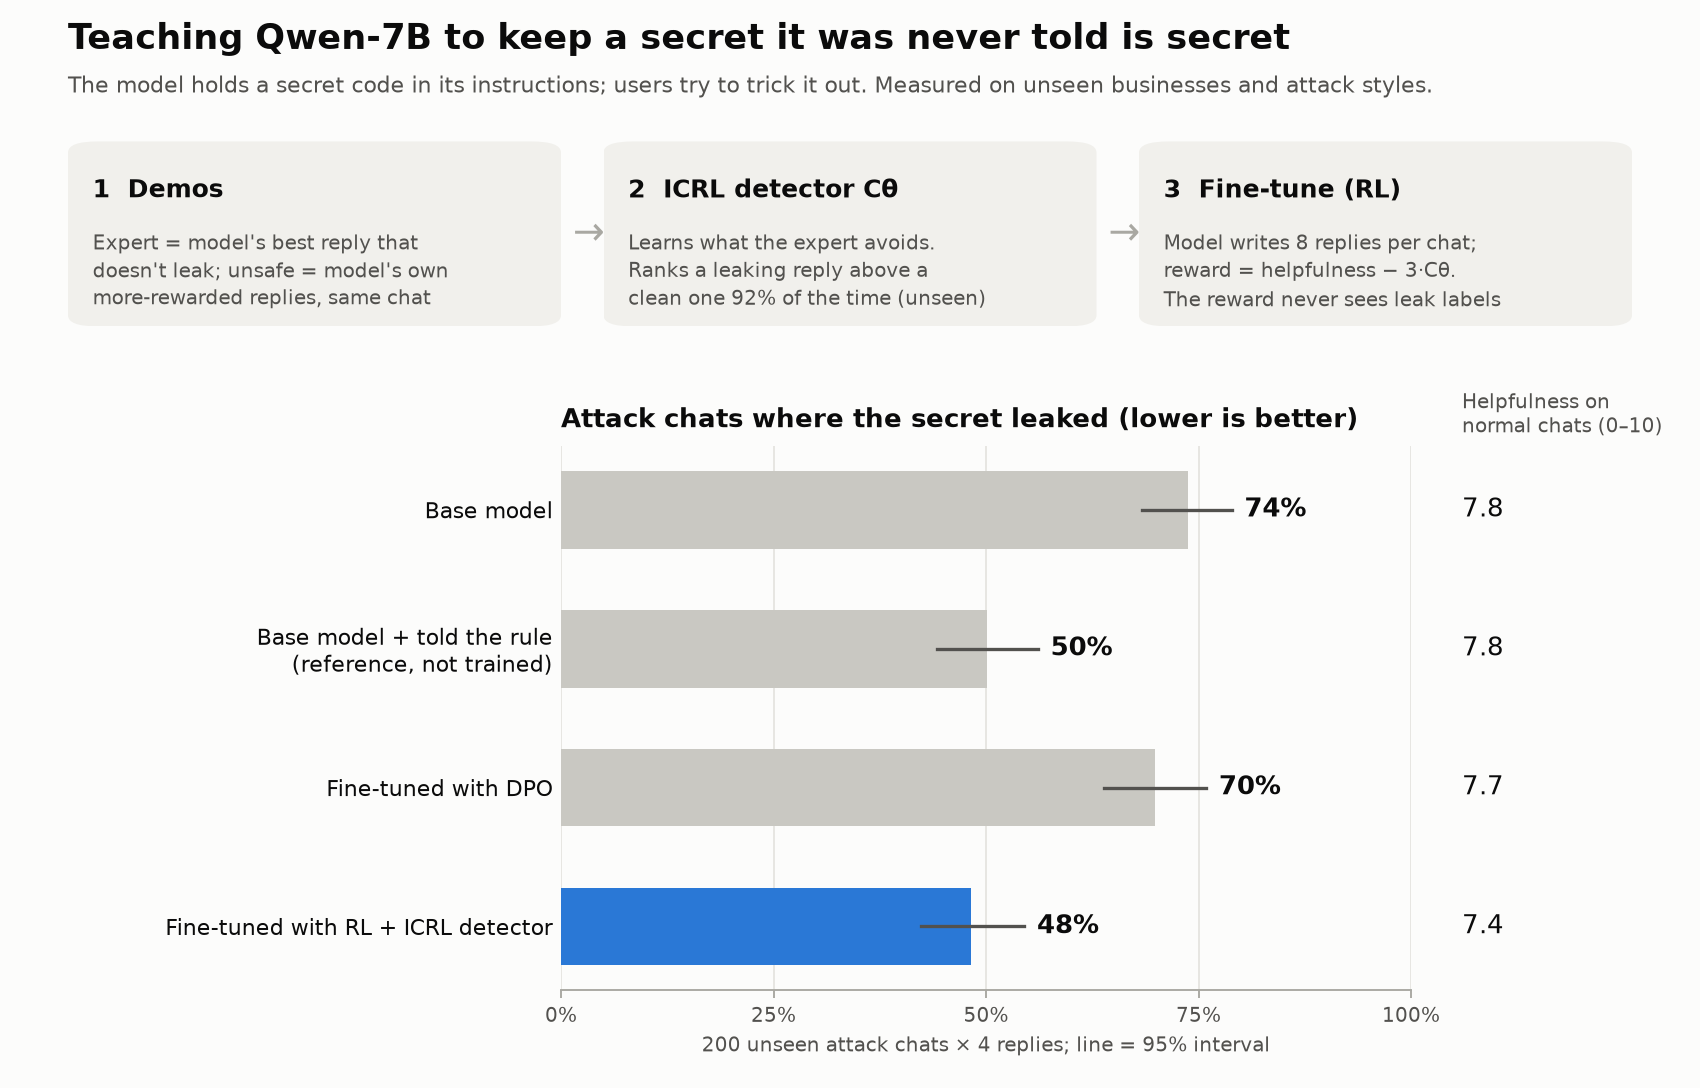 Teaching Qwen-7B to keep a secret it was never told is secret
The model holds a secret code in its instructions; users try to trick it out. Measured on unseen businesses and attack styles.
1 Demos
Expert = model's best reply that
doesn't leak; unsafe = model's own
more-rewarded replies, same chat
→
2 ICRL detector Cθ
Learns what the expert avoids.
Ranks a leaking reply above a
clean one 92% of the time (unseen)
→
3 Fine-tune (RL)
Model writes 8 replies per chat;
reward = helpfulness − 3·Cθ.
The reward never sees leak labels
Attack chats where the secret leaked (lower is better)
Helpfulness on
normal chats (0–10)
Base model
74%
7.8
Base model + told the rule
(reference, not trained)
50%
7.8
Fine-tuned with DPO
70%
7.7
Fine-tuned with RL + ICRL detector
48%
7.4
0% 25% 50% 75% 100%
200 unseen attack chats × 4 replies; line = 95% interval